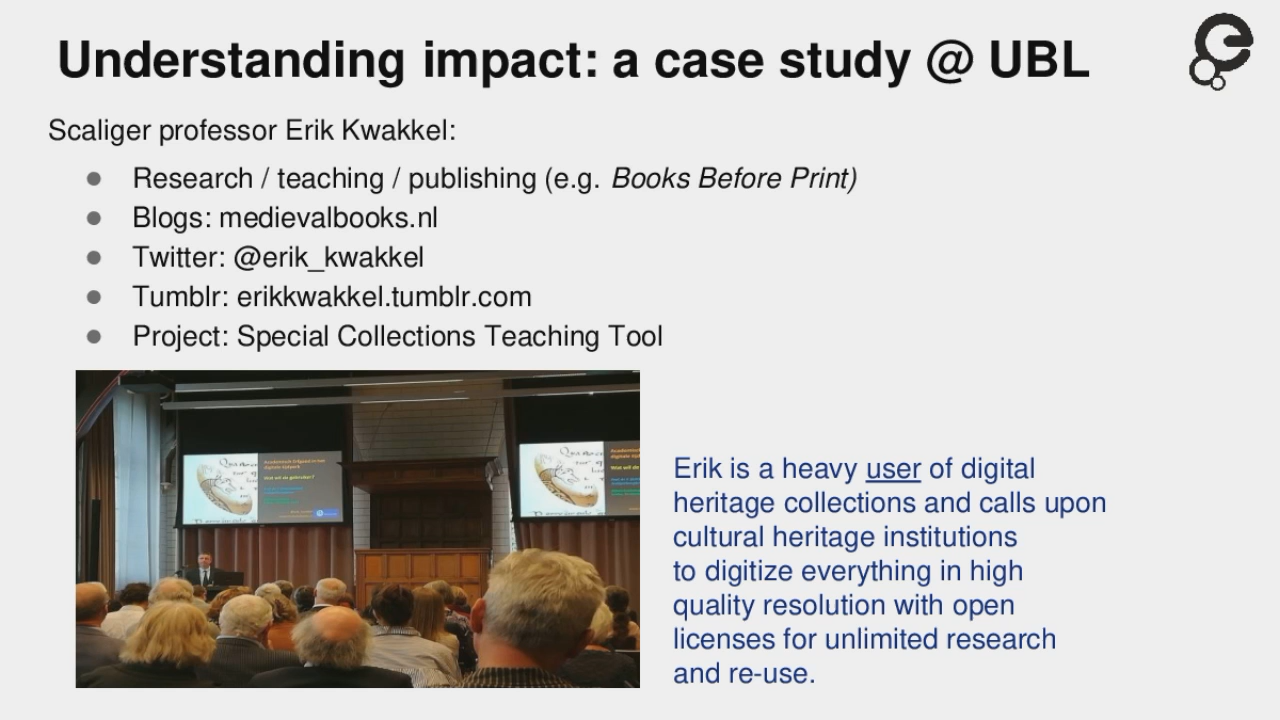 Understanding impact: a case study @ UBL
Scaliger professor Erik Kwakkel:
● Research / teaching / publishing (e.g. Books Before Print)
● Blogs: medievalbooks.nl
● Twitter: @erik_kwakkel
● Tumblr: erikkwakkel.tumblr.com
● Project: Special Collections Teaching Tool
Erik is a heavy user of digital
heritage collections and calls upon
cultural heritage institutions
to digitize everything in high
quality resolution with open
licenses for unlimited research
and re-use.